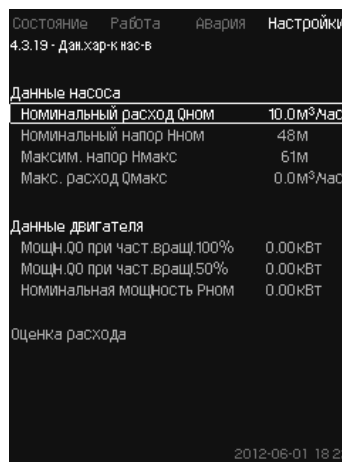 Состояние Работа Авария Настройки
4.3.19 - Дан.хар-к нас-в
Данные насоса
Номинальный расход Qном 10.0м³/час
Номинальный напор Hном 48м
Максим. напор Hмакс 61м
Макс. расход Qмакс 0.0м³/час
Данные двигателя
Мощн.Q0 при част.вращ.100% 0.00кВт
Мощн.Q0 при част.вращ.50% 0.00кВт
Номинальная мощность Pном 0.00кВт
Оценка расхода
2012-06-01 18:2